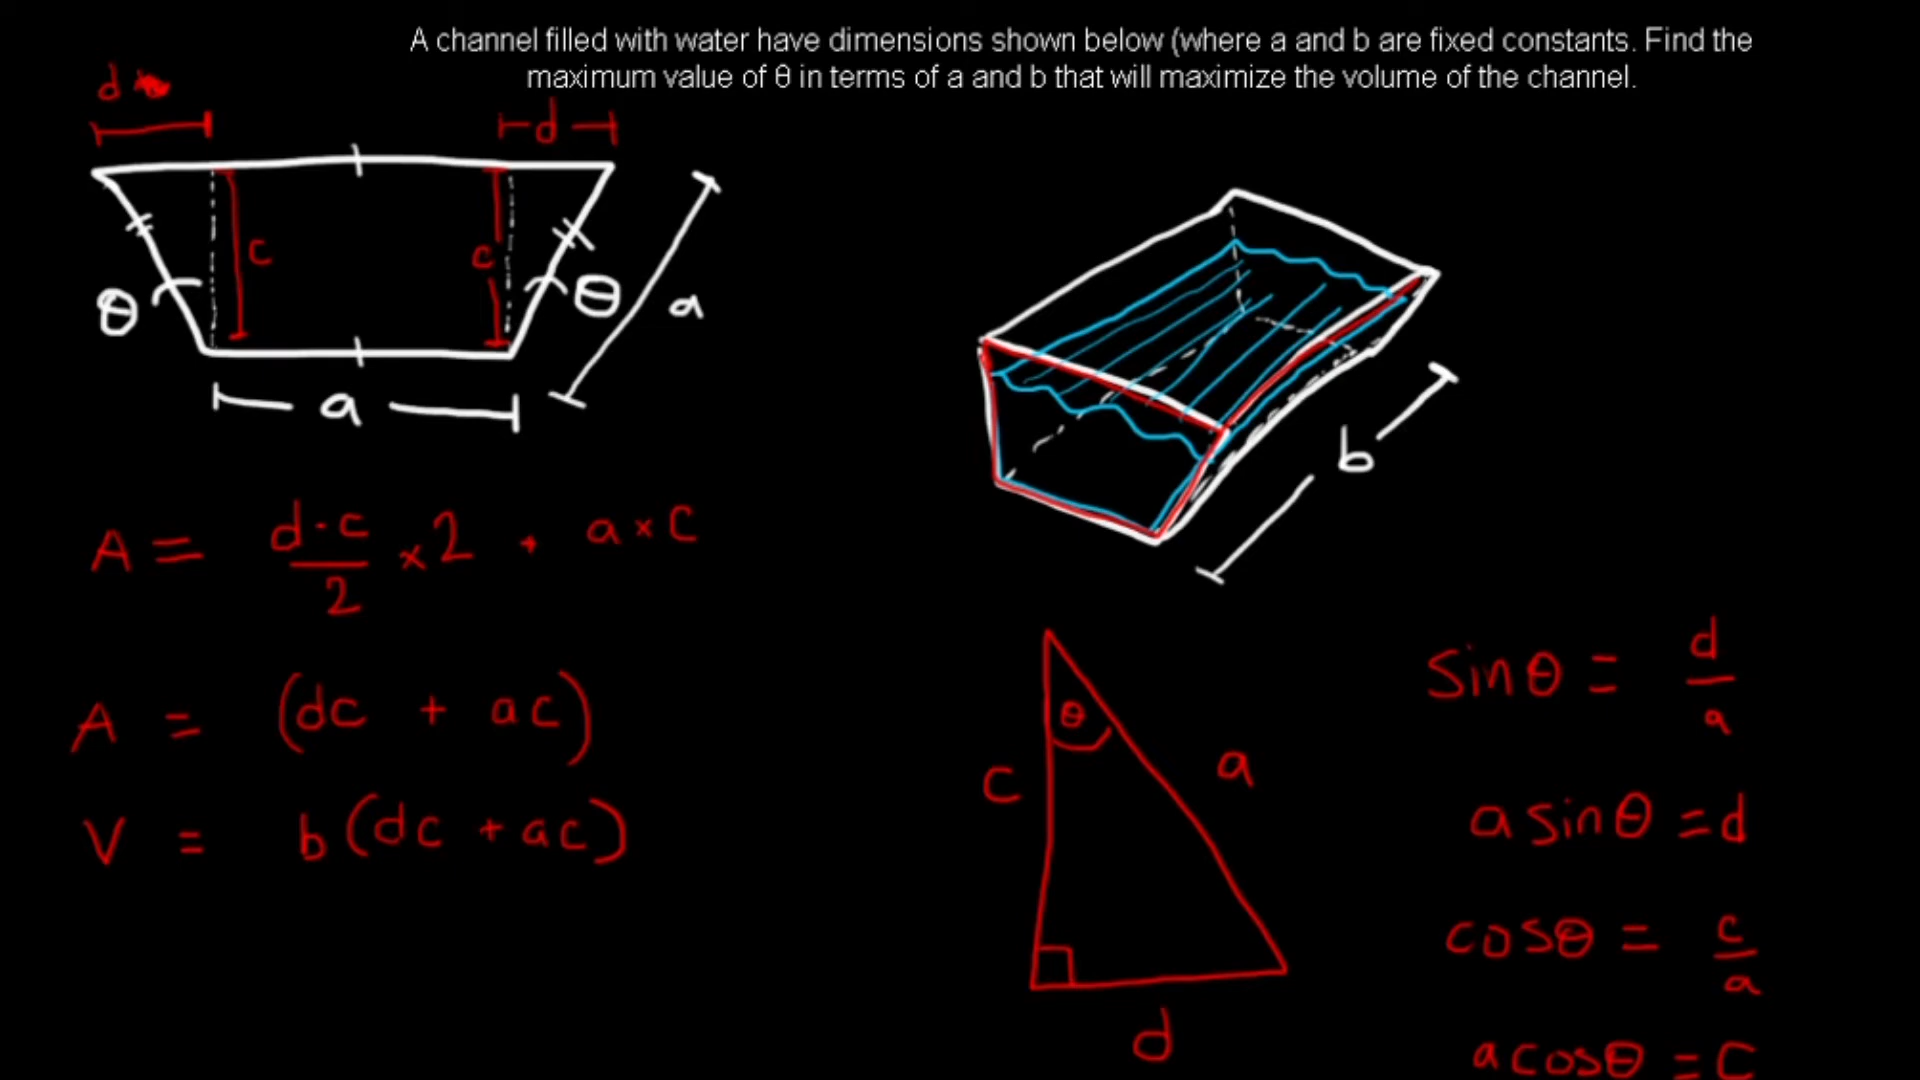 A channel filled with water have dimensions shown below (where a and b are fixed constants. Find the
maximum value of θ in terms of a and b that will maximize the volume of the channel.
d
d
c
c
θ
θ
a
a
b
A = d·c/2 × 2 + a×c
A = (dc + ac)
V = b(dc + ac)
θ
c
a
d
sinθ = d/a
a sinθ = d
cosθ = c/a
a cosθ = c